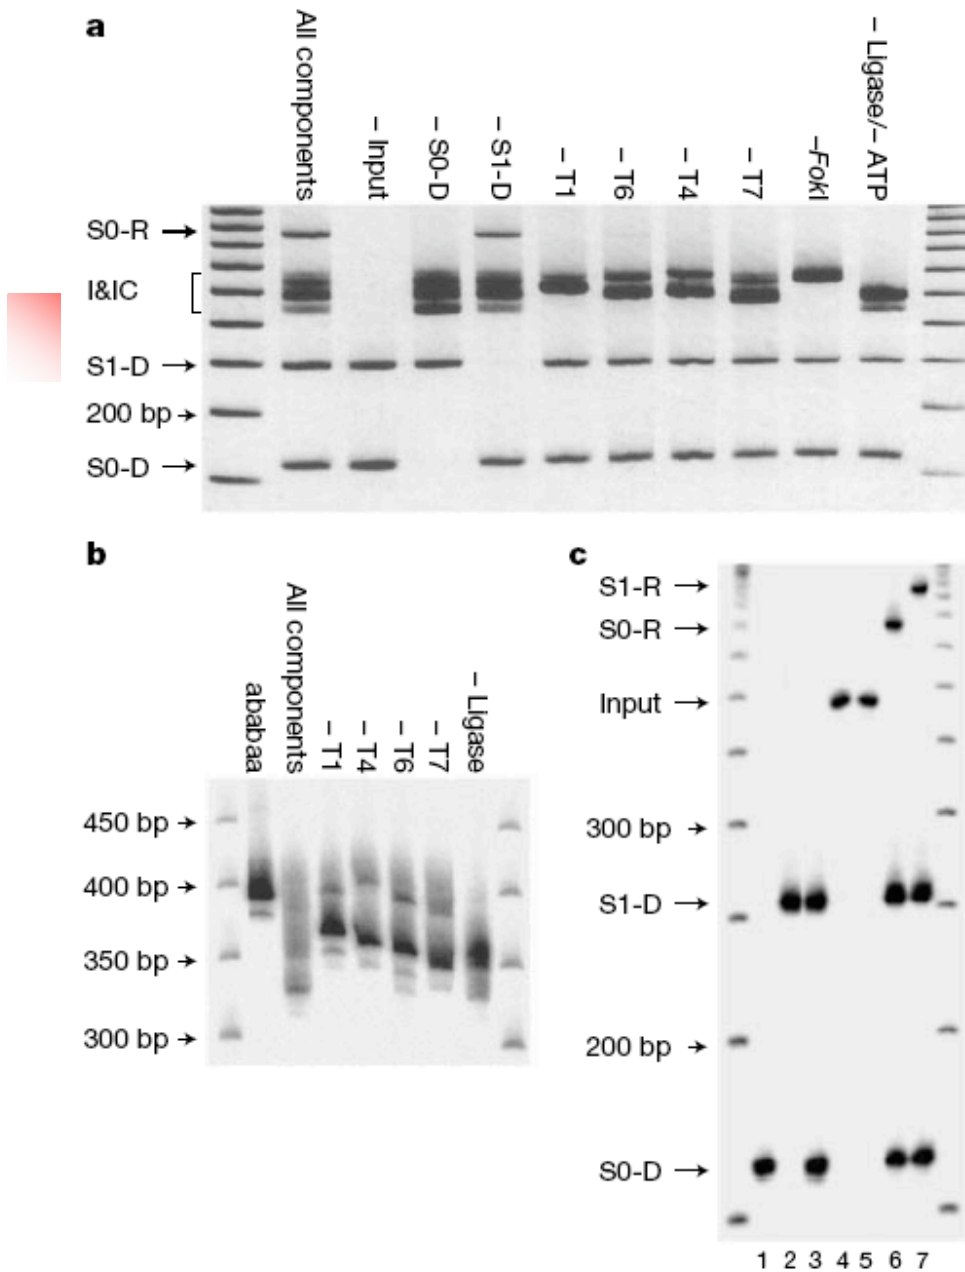 a
All components
– Input
– S0-D
– S1-D
– T1
– T6
– T4
– T7
–FokI
– Ligase/– ATP
S0-R
I&IC
S1-D
200 bp
S0-D
b
ababaa
All components
– T1
– T4
– T6
– T7
– Ligase
450 bp
400 bp
350 bp
300 bp
c
S1-R
S0-R
Input
300 bp
S1-D
200 bp
S0-D
1 2 3 4 5 6 7